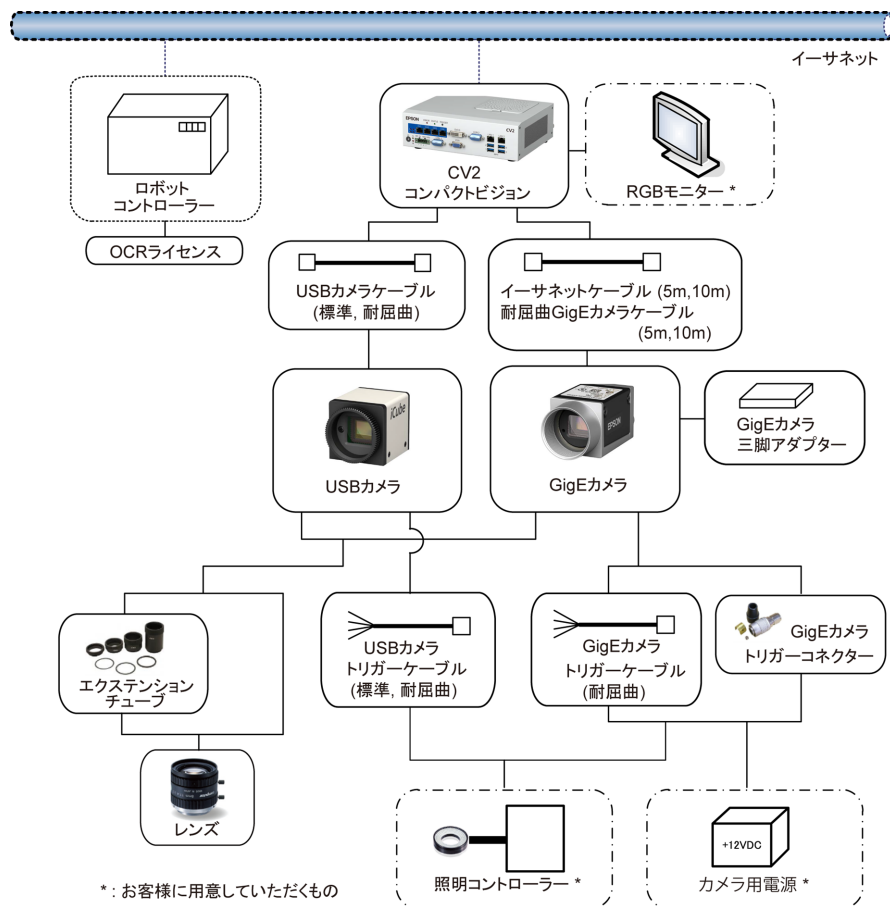 イーサネット
EPSON
CV2
CV2
コンパクトビジョン
RGBモニター *
ロボット
コントローラー
OCRライセンス
USBカメラケーブル
(標準, 耐屈曲)
イーサネットケーブル (5m,10m)
耐屈曲GigEカメラケーブル
(5m,10m)
iCube
USBカメラ
EPSON
GigEカメラ
GigEカメラ
三脚アダプター
エクステンション
チューブ
USBカメラ
トリガーケーブル
(標準, 耐屈曲)
GigEカメラ
トリガーケーブル
(耐屈曲)
GigEカメラ
トリガーコネクター
レンズ
照明コントローラー *
+12VDC
カメラ用電源 *
* : お客様に用意していただくもの